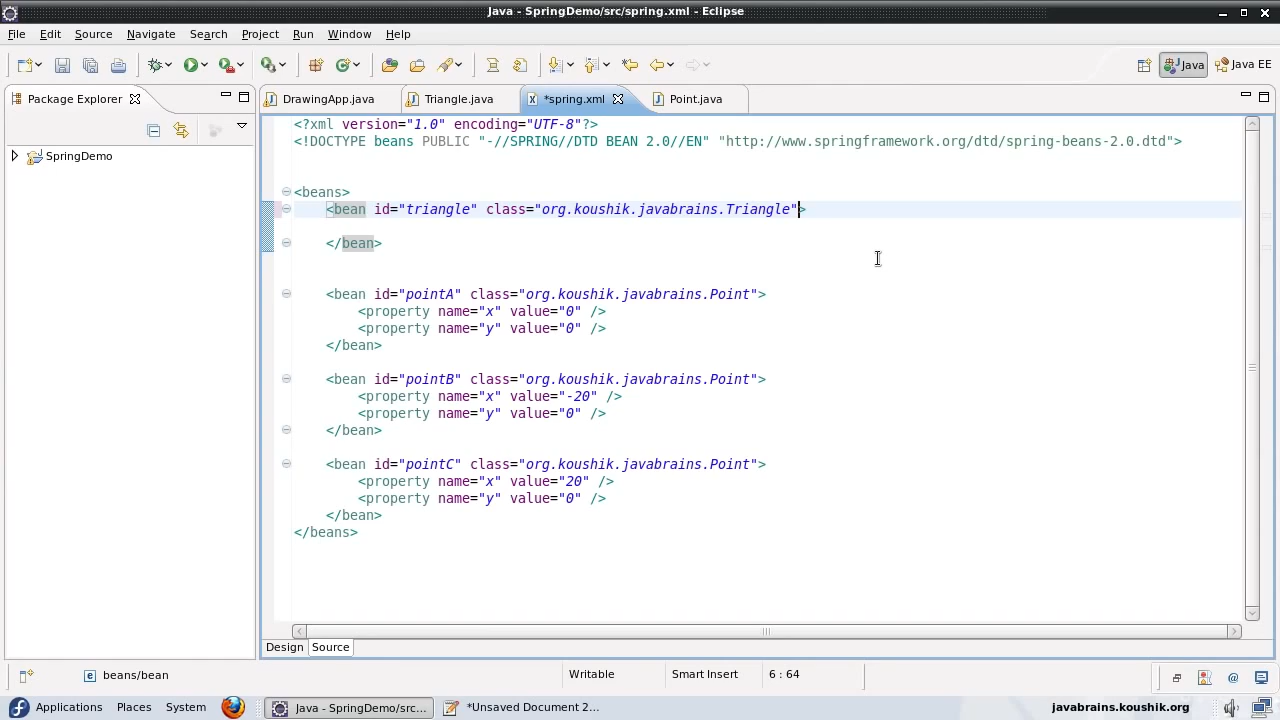 Java - SpringDemo/src/spring.xml - Eclipse
File Edit Source Navigate Search Project Run Window Help
Java Java EE
Package Explorer DrawingApp.java Triangle.java *spring.xml Point.java
SpringDemo
<?xml version="1.0" encoding="UTF-8"?>
<!DOCTYPE beans PUBLIC "-//SPRING//DTD BEAN 2.0//EN" "http://www.springframework.org/dtd/spring-beans-2.0.dtd">
<beans>
<bean id="triangle" class="org.koushik.javabrains.Triangle">
</bean>
<bean id="pointA" class="org.koushik.javabrains.Point">
<property name="x" value="0" />
<property name="y" value="0" />
</bean>
<bean id="pointB" class="org.koushik.javabrains.Point">
<property name="x" value="-20" />
<property name="y" value="0" />
</bean>
<bean id="pointC" class="org.koushik.javabrains.Point">
<property name="x" value="20" />
<property name="y" value="0" />
</bean>
</beans>
Design Source
beans/bean Writable Smart Insert 6 : 64
Applications Places System Java - SpringDemo/src... *Unsaved Document 2... javabrains.koushik.org